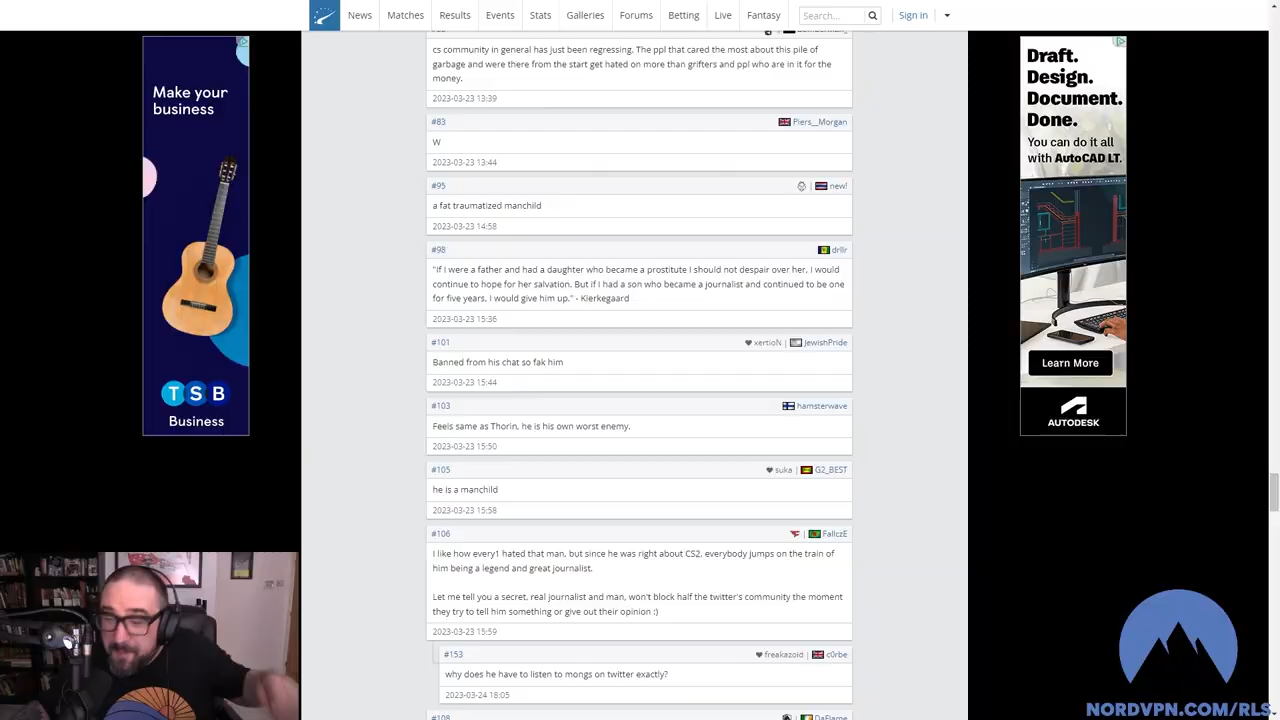 News Matches Results Events Stats Galleries Forums Betting Live Fantasy Search... Sign in
Make your
business
TSB
Business
cs community in general has just been regressing. The ppl that cared the most about this pile of
garbage and were there from the start get hated on more than grifters and ppl who are in it for the
money.
2023-03-23 13:39
#83 Piers__Morgan
W
2023-03-23 13:44
#95 | new!
a fat traumatized manchild
2023-03-23 14:58
#98 drllr
"If I were a father and had a daughter who became a prostitute I should not despair over her, I would
continue to hope for her salvation. But if I had a son who became a journalist and continued to be one
for five years, I would give him up." - Kierkegaard
2023-03-23 15:36
#101 xertioN | JewishPride
Banned from his chat so fak him
2023-03-23 15:44
#103 hamsterwave
Feels same as Thorin, he is his own worst enemy.
2023-03-23 15:50
#105 suka | G2_BEST
he is a manchild
2023-03-23 15:58
#106 | FallczE
I like how every1 hated that man, but since he was right about CS2, everybody jumps on the train of
him being a legend and great journalist.
Let me tell you a secret, real journalist and man, won't block half the twitter's community the moment
they try to tell him something or give out their opinion :)
2023-03-23 15:59
#153 freakazoid | c0rbe
why does he have to listen to mongs on twitter exactly?
2023-03-24 18:05
#108 | DaFlame
Draft.
Design.
Document.
Done.
You can do it all
with AutoCAD LT.
Learn More
AUTODESK
NORDVPN.COM/RLS